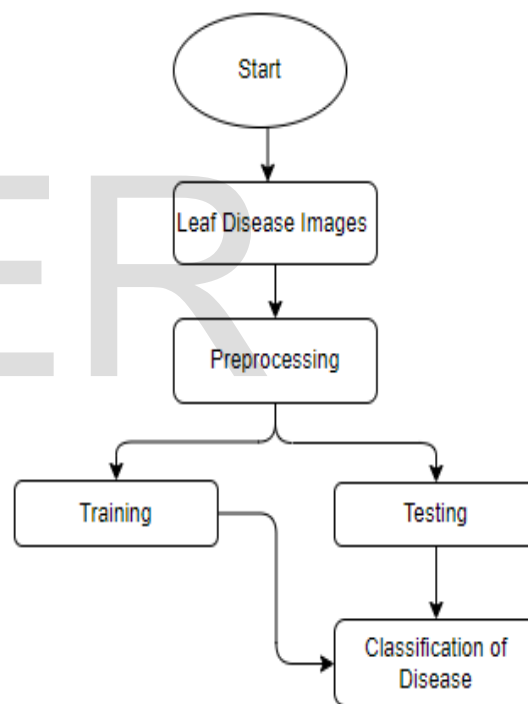 Start
Leaf Disease Images
ER
Preprocessing
Training
Testing
Classification of
Disease